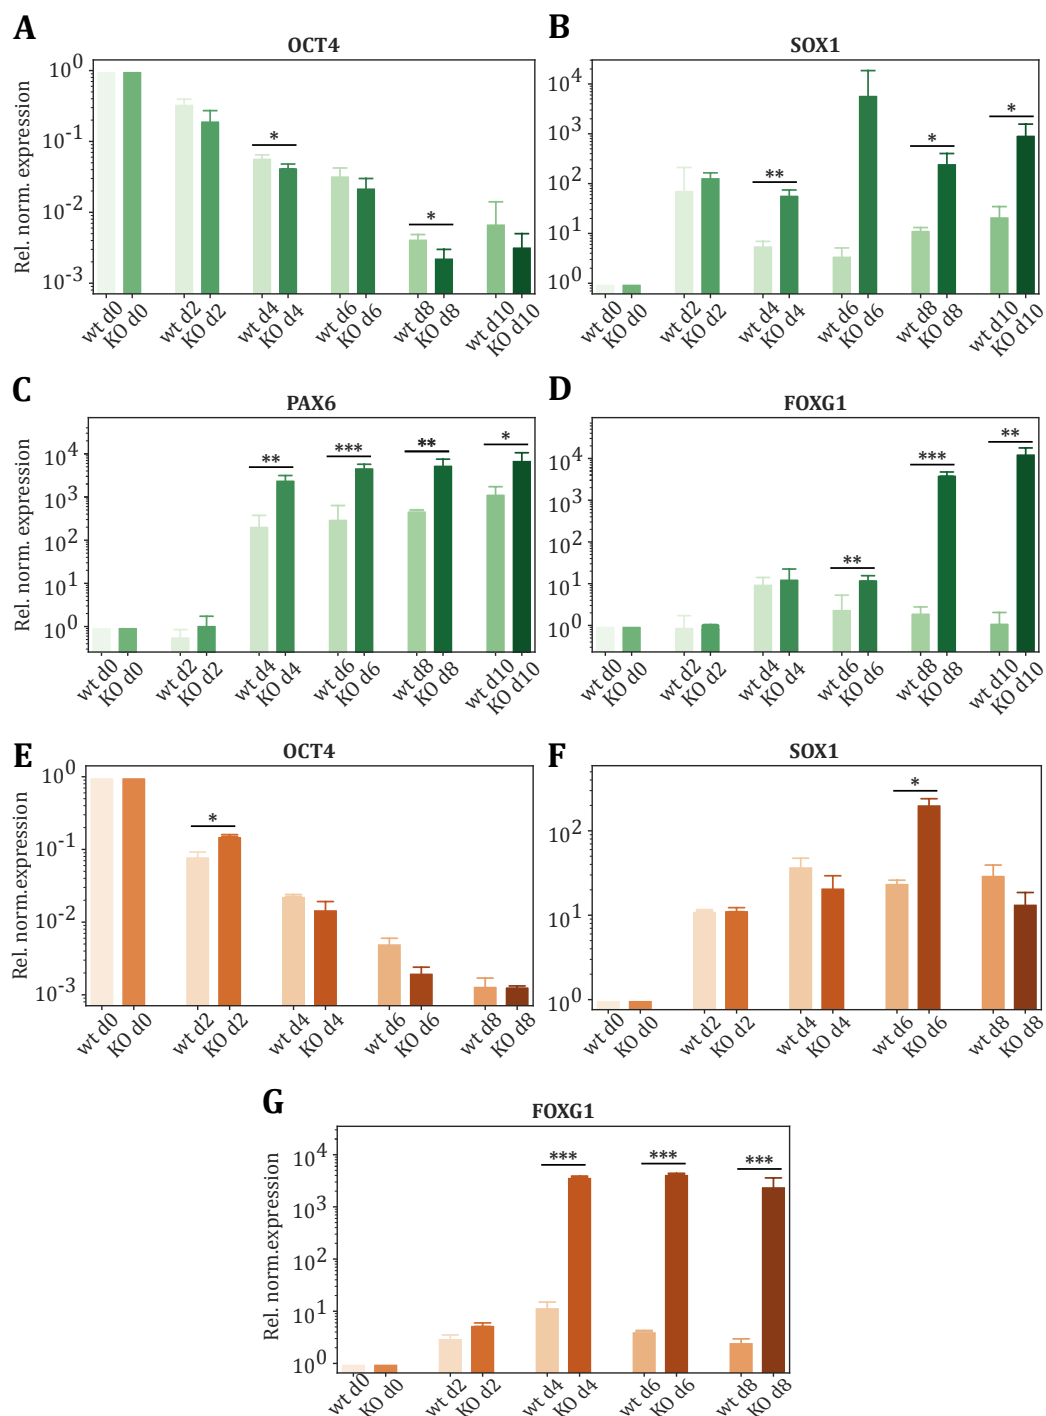 A
OCT4
Rel. norm. expression
10^0
10^-1
10^-2
10^-3
*
*
wt d0 KO d0 wt d2 KO d2 wt d4 KO d4 wt d6 KO d6 wt d8 KO d8 wt d10 KO d10
B
SOX1
10^4
10^3
10^2
10^1
10^0
**
*
*
wt d0 KO d0 wt d2 KO d2 wt d4 KO d4 wt d6 KO d6 wt d8 KO d8 wt d10 KO d10
C
PAX6
Rel. norm. expression
10^4
10^3
10^2
10^1
10^0
**
***
**
*
wt d0 KO d0 wt d2 KO d2 wt d4 KO d4 wt d6 KO d6 wt d8 KO d8 wt d10 KO d10
D
FOXG1
10^4
10^3
10^2
10^1
10^0
**
***
**
wt d0 KO d0 wt d2 KO d2 wt d4 KO d4 wt d6 KO d6 wt d8 KO d8 wt d10 KO d10
E
OCT4
Rel. norm.expression
10^0
10^-1
10^-2
10^-3
*
wt d0 KO d0 wt d2 KO d2 wt d4 KO d4 wt d6 KO d6 wt d8 KO d8
F
SOX1
10^2
10^1
10^0
*
wt d0 KO d0 wt d2 KO d2 wt d4 KO d4 wt d6 KO d6 wt d8 KO d8
G
FOXG1
Rel. norm.expression
10^4
10^3
10^2
10^1
10^0
***
***
***
wt d0 KO d0 wt d2 KO d2 wt d4 KO d4 wt d6 KO d6 wt d8 KO d8